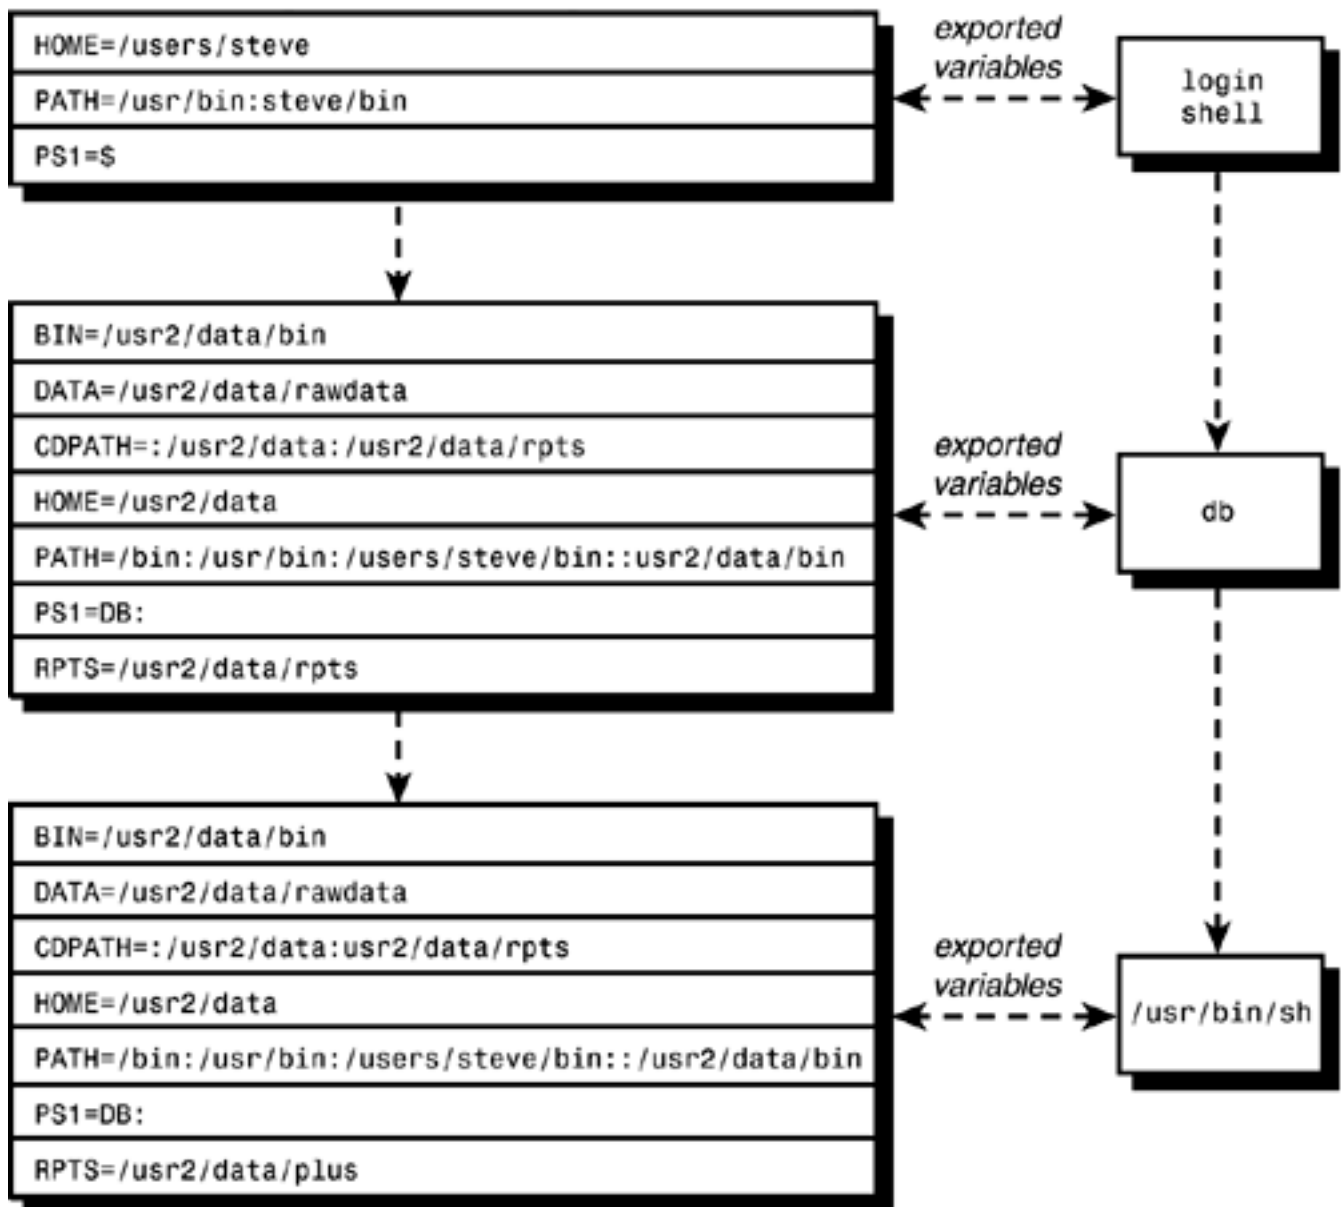 HOME=/users/steve
PATH=/usr/bin:steve/bin
PS1=$
exported
variables
login
shell
BIN=/usr2/data/bin
DATA=/usr2/data/rawdata
CDPATH=:/usr2/data:/usr2/data/rpts
HOME=/usr2/data
PATH=/bin:/usr/bin:/users/steve/bin::usr2/data/bin
PS1=DB:
RPTS=/usr2/data/rpts
exported
variables
db
BIN=/usr2/data/bin
DATA=/usr2/data/rawdata
CDPATH=:/usr2/data:usr2/data/rpts
HOME=/usr2/data
PATH=/bin:/usr/bin:/users/steve/bin::/usr2/data/bin
PS1=DB:
RPTS=/usr2/data/plus
exported
variables
/usr/bin/sh